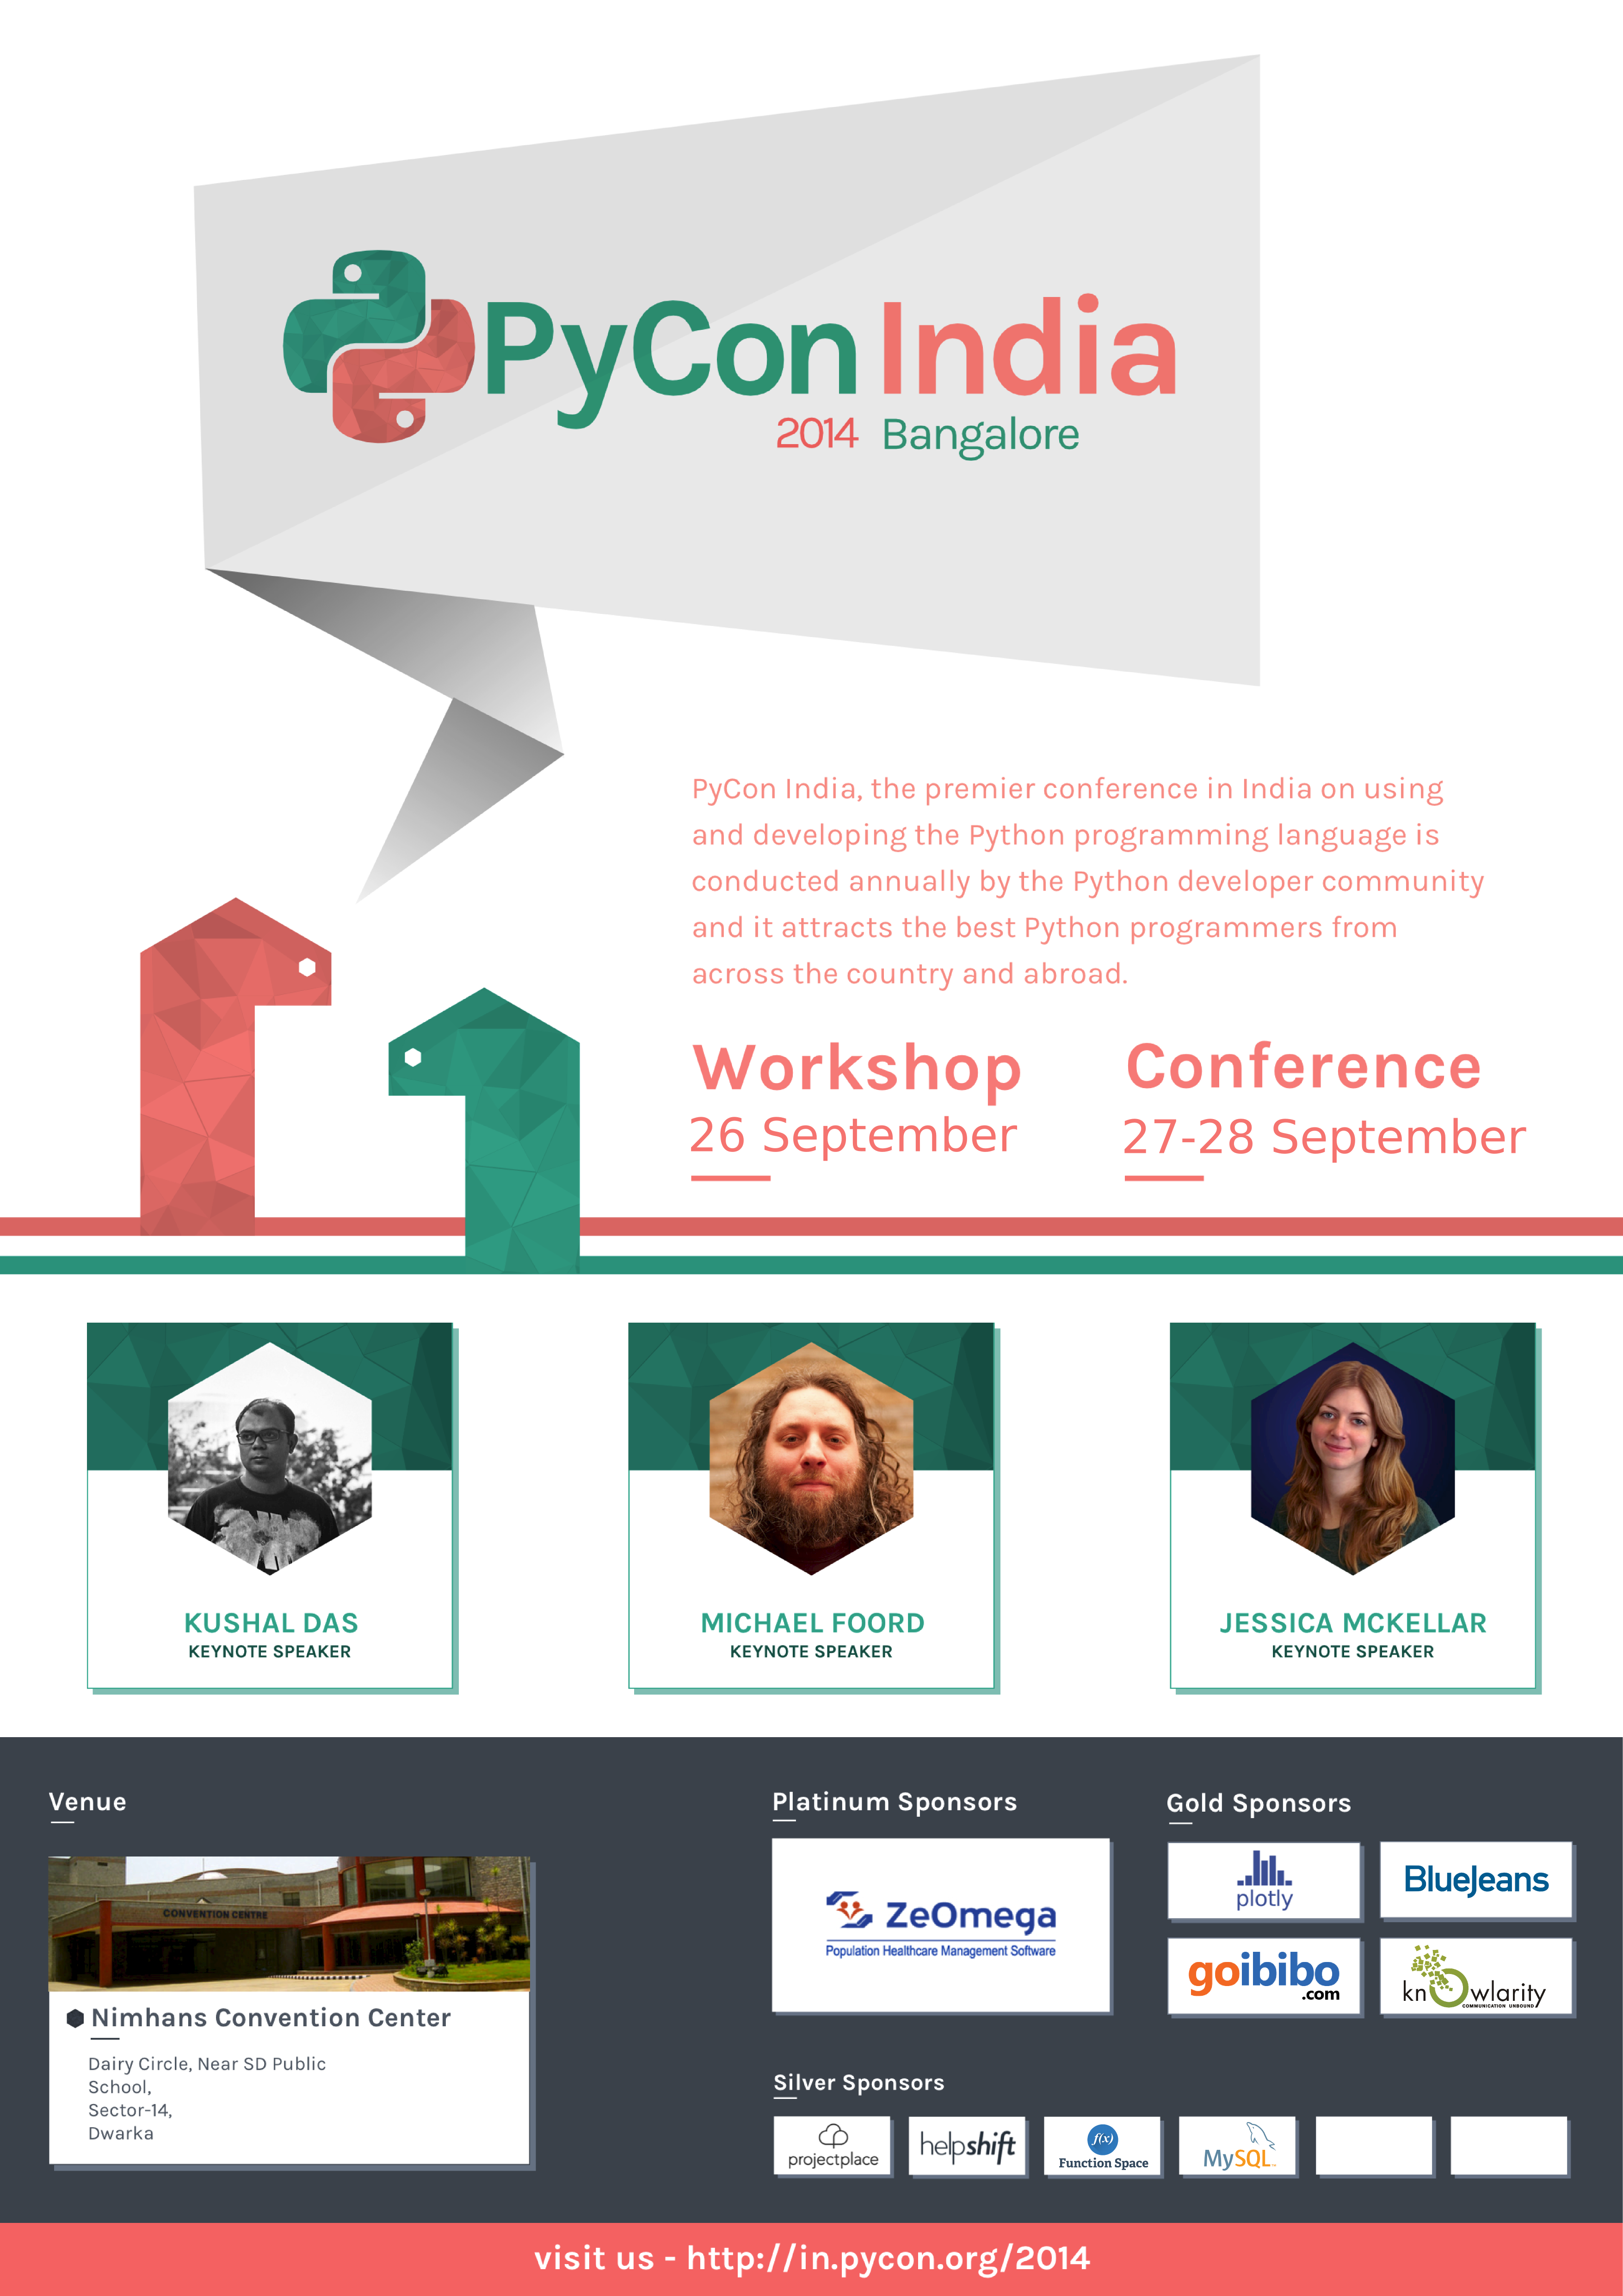 PyCon India
2014 Bangalore
PyCon India, the premier conference in India on using
and developing the Python programming language is
conducted annually by the Python developer community
and it attracts the best Python programmers from
across the country and abroad.
Workshop
26 September
Conference
27-28 September
KUSHAL DAS
KEYNOTE SPEAKER
MICHAEL FOORD
KEYNOTE SPEAKER
JESSICA MCKELLAR
KEYNOTE SPEAKER
Venue
CONVENTION CENTRE
Nimhans Convention Center
Dairy Circle, Near SD Public
School,
Sector-14,
Dwarka
Platinum Sponsors
ZeOmega
Population Healthcare Management Software
Gold Sponsors
plotly
BlueJeans
goibibo
.com
knowlarity
COMMUNICATION UNBOUND
Silver Sponsors
projectplace
helpshift
f(x)
Function Space
MySQL
visit us - http://in.pycon.org/2014